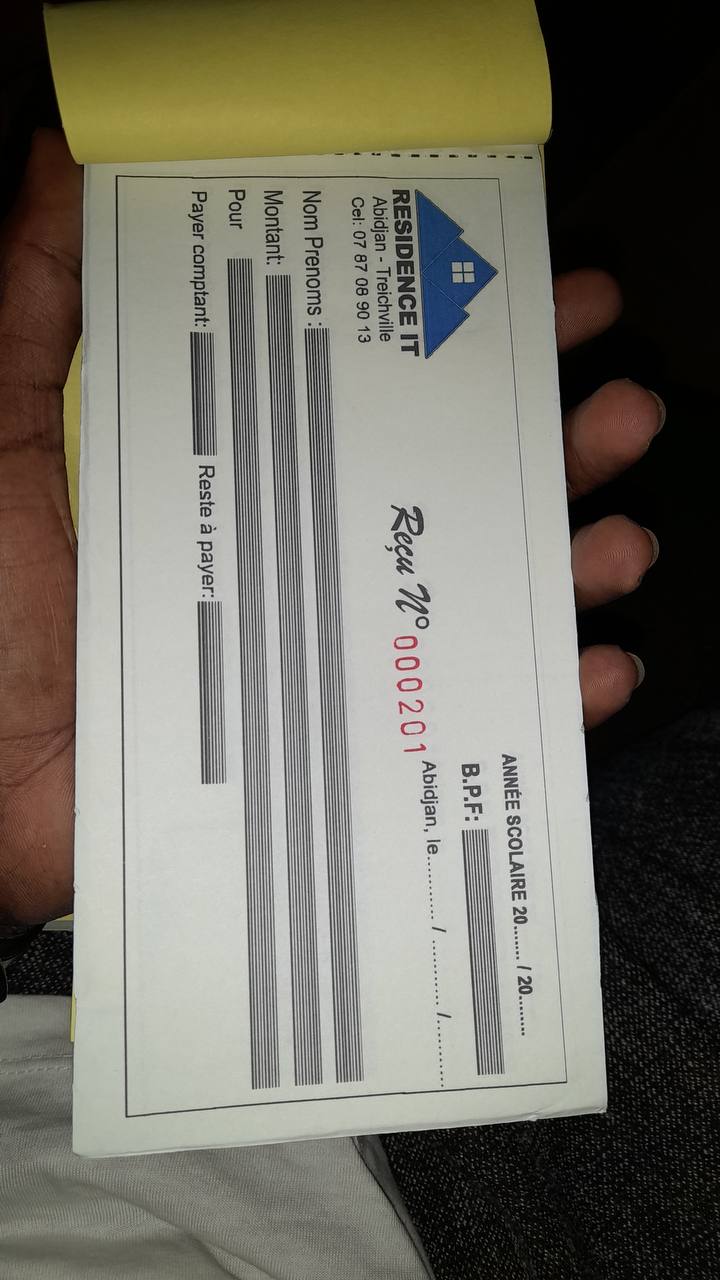 ANNÉE SCOLAIRE 20....... / 20........
RESIDENCE IT
Abidjan - Treichville
Cel: 07 87 08 90 13
B.P.F:
Reçu N° 000201
Abidjan, le.......... / .......... /..........
Nom Prenoms :
Montant:
Pour
Payer comptant: Reste à payer: